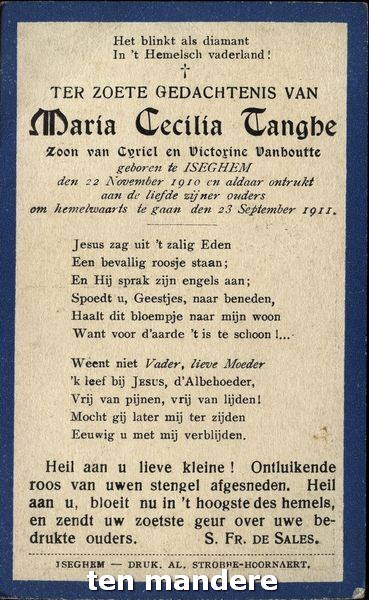 Het blinkt als diamant
In 't Hemelsch vaderland !
TER ZOETE GEDACHTENIS VAN
Maria Cecilia Tanghe
Zoon van Cyriel en Victorine Vanhoutte
geboren te ISEGHEM
den 22 November 1910 en aldaar ontrukt
aan de liefde zijner ouders
om hemelwaarts te gaan den 23 September 1911.
Jesus zag uit 't zalig Eden
Een bevallig roosje staan;
En Hij sprak zijn engels aan;
Spoedt u, Geestjes, naar beneden,
Haalt dit bloempje naar mijn woon
Want voor d'aarde 't is te schoon !...
Weent niet Vader, lieve Moeder
'k leef bij JESUS, d'Albehoeder,
Vrij van pijnen, vrij van lijden!
Mocht gij later mij ter zijden
Eeuwig u met mij verblijden.
Heil aan u lieve kleine ! Ontluikende
roos van uwen stengel afgesneden. Heil
aan u, bloeit nu in 't hoogste des hemels,
en zendt uw zoetste geur over uwe be-
drukte ouders. S. FR. DE SALES.
ISEGHEM — DRUK. AL. STROBBE-HOORNAERT.
ten mandere